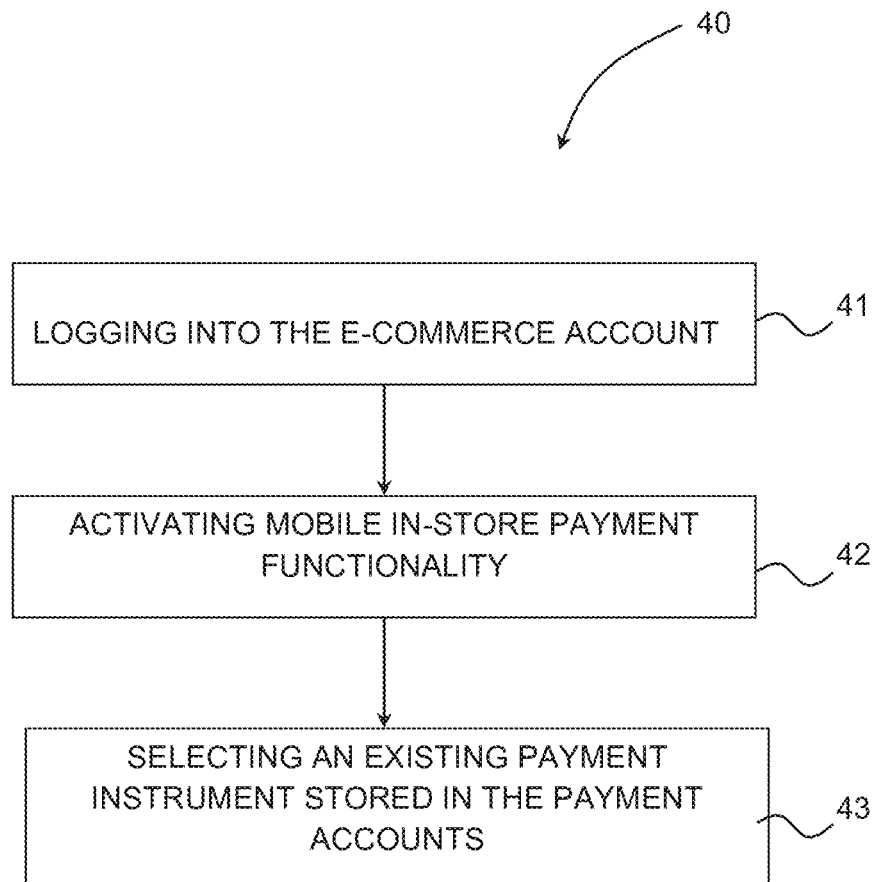 40
LOGGING INTO THE E-COMMERCE ACCOUNT
41
ACTIVATING MOBILE IN-STORE PAYMENT
FUNCTIONALITY
42
SELECTING AN EXISTING PAYMENT
INSTRUMENT STORED IN THE PAYMENT
ACCOUNTS
43